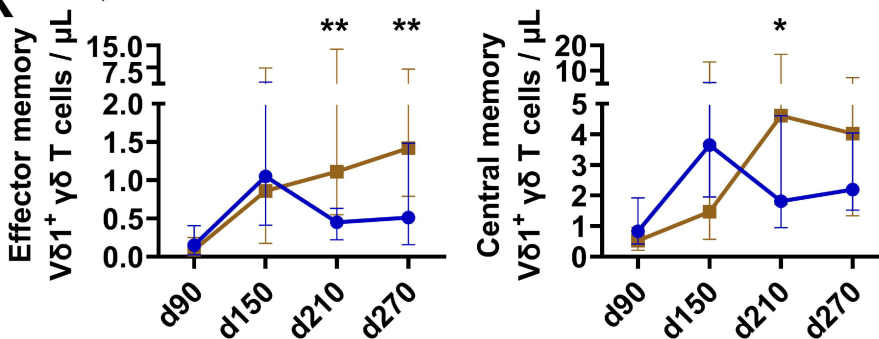 Effector memory
Vδ1⁺ γδ T cells / µL
15.0
7.5
2.0
1.5
1.0
0.5
0.0
** **
d90 d150 d210 d270
Central memory
Vδ1⁺ γδ T cells / µL
20
10
5
4
3
2
1
0
*
d90 d150 d210 d270